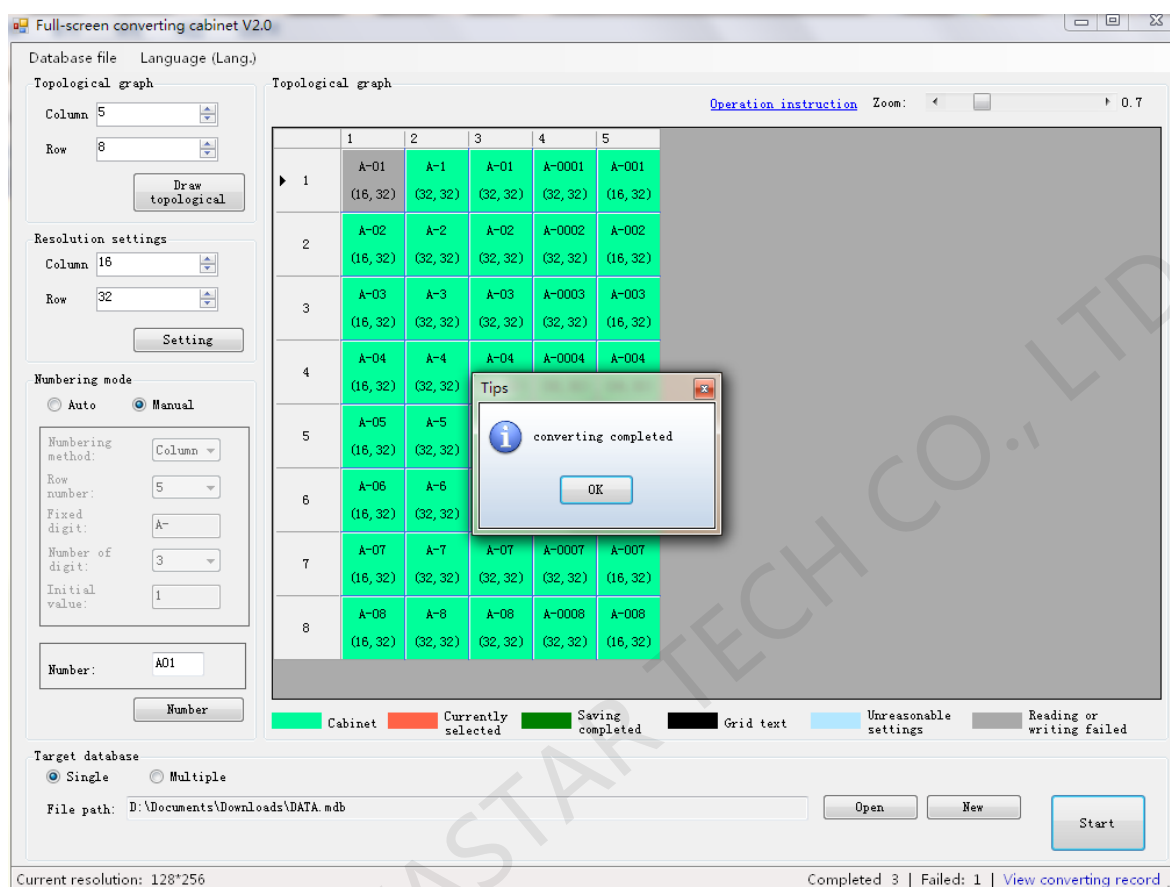 Full-screen converting cabinet V2.0
Database file Language (Lang.)
Topological graph
Column 5
Row 8
Draw
topological
Resolution settings
Column 16
Row 32
Setting
Numbering mode
Auto Manual
Numbering
method: Column
Row
number: 5
Fixed
digit: A-
Number of
digit: 3
Initial
value: 1
Number: A01
Number
Topological graph
Operation instruction Zoom: 0.7
1 2 3 4 5
A-01 A-1 A-01 A-0001 A-001
1
(16, 32) (32, 32) (32, 32) (32, 32) (16, 32)
A-02 A-2 A-02 A-0002 A-002
2
(16, 32) (32, 32) (32, 32) (32, 32) (16, 32)
A-03 A-3 A-03 A-0003 A-003
3
(16, 32) (32, 32) (32, 32) (32, 32) (16, 32)
A-04 A-4 A-04 A-0004 A-004
4
(16, 32) (32, 32)
A-05 A-5
5
(16, 32) (32, 32)
A-06 A-6
6
(16, 32) (32, 32)
A-07 A-7 A-07 A-0007 A-007
7
(16, 32) (32, 32) (32, 32) (32, 32) (16, 32)
A-08 A-8 A-08 A-0008 A-008
8
(16, 32) (32, 32) (32, 32) (32, 32) (16, 32)
Tips
converting completed
OK
Cabinet
Currently
selected
Saving
completed
Grid text
Unreasonable
settings
Reading or
writing failed
Target database
Single Multiple
File path: D:\Documents\Downloads\DATA.mdb Open New
Start
Current resolution: 128*256 Completed 3 | Failed: 1 | View converting record
ASTAR TECH CO., LTD